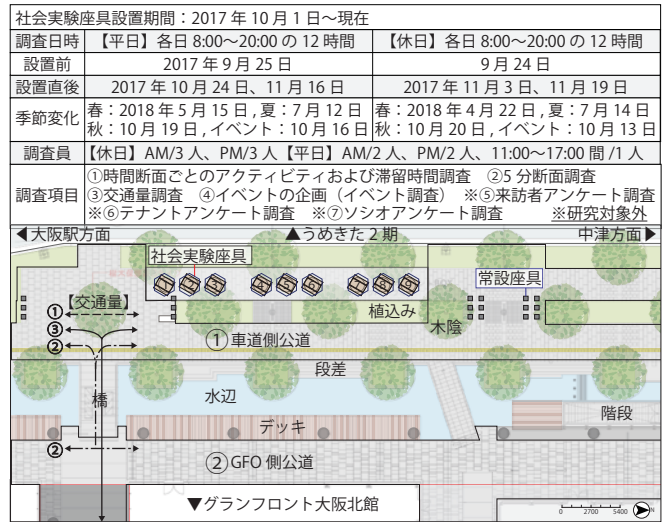 社会実験座具設置期間：2017 年 10 月 1 日～現在
調査日時 【平日】各日 8:00～20:00 の 12 時間 【休日】各日 8:00～20:00 の 12 時間
設置前 2017 年 9 月 25 日 9 月 24 日
設置直後 2017 年 10 月 24 日、11 月 16 日 2017 年 11 月 3 日、11 月 19 日
季節変化 春：2018 年 5 月 15 日 , 夏：7 月 12 日 春：2018 年 4 月 22 日 , 夏：7 月 14 日
秋：10 月 19 日 , イベント：10 月 16 日 秋：10 月 20 日 , イベント：10 月 13 日
調査員 【休日】AM/3 人、PM/3 人【平日】AM/2 人、PM/2 人、11:00～17:00 間 /1 人
調査項目 ①時間断面ごとのアクティビティおよび滞留時間調査 ②5 分断面調査
③交通量調査 ④イベントの企画（イベント調査） ※⑤来訪者アンケート調査
※⑥テナントアンケート調査 ※⑦ソシオアンケート調査 ※研究対象外
◀大阪駅方面 ▲うめきた 2 期 中津方面▶
社会実験座具
常設座具
1 2 3 4 5 6 7 8 9
【交通量】
植込み
木陰
①
③
②
①車道側公道
段差
橋
水辺
階段
デッキ
②
②GFO 側公道
▼グランフロント大阪北館
0 2700 5400 N